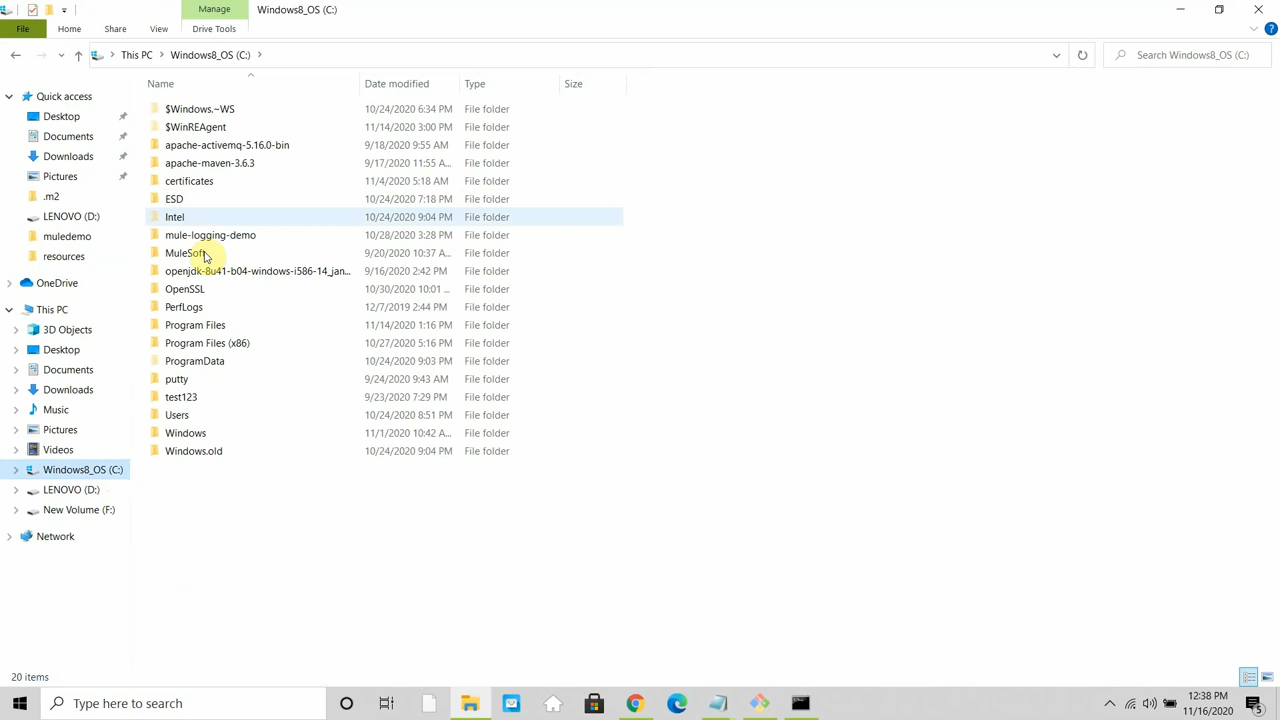 Manage
Windows8_OS (C:)
File
Home
Share
View
Drive Tools
This PC
Windows8_OS (C:)
Search Windows8_OS (C:)
Name
Date modified
Type
Size
Quick access
Desktop
Documents
Downloads
Pictures
.m2
LENOVO (D:)
muledemo
resources
OneDrive
This PC
3D Objects
Desktop
Documents
Downloads
Music
Pictures
Videos
Windows8_OS (C:)
LENOVO (D:)
New Volume (F:)
Network
$Windows.~WS 10/24/2020 6:34 PM File folder
$WinREAgent 11/14/2020 3:00 PM File folder
apache-activemq-5.16.0-bin 9/18/2020 9:55 AM File folder
apache-maven-3.6.3 9/17/2020 11:55 A... File folder
certificates 11/4/2020 5:18 AM File folder
ESD 10/24/2020 7:18 PM File folder
Intel 10/24/2020 9:04 PM File folder
mule-logging-demo 10/28/2020 3:28 PM File folder
MuleSoft 9/20/2020 10:37 A... File folder
openjdk-8u41-b04-windows-i586-14_jan... 9/16/2020 2:42 PM File folder
OpenSSL 10/30/2020 10:01 ... File folder
PerfLogs 12/7/2019 2:44 PM File folder
Program Files 11/14/2020 1:16 PM File folder
Program Files (x86) 10/27/2020 5:16 PM File folder
ProgramData 10/24/2020 9:03 PM File folder
putty 9/24/2020 9:43 AM File folder
test123 9/23/2020 7:29 PM File folder
Users 10/24/2020 8:51 PM File folder
Windows 11/1/2020 10:42 A... File folder
Windows.old 10/24/2020 9:04 PM File folder
20 items
Type here to search
12:38 PM
11/16/2020
5